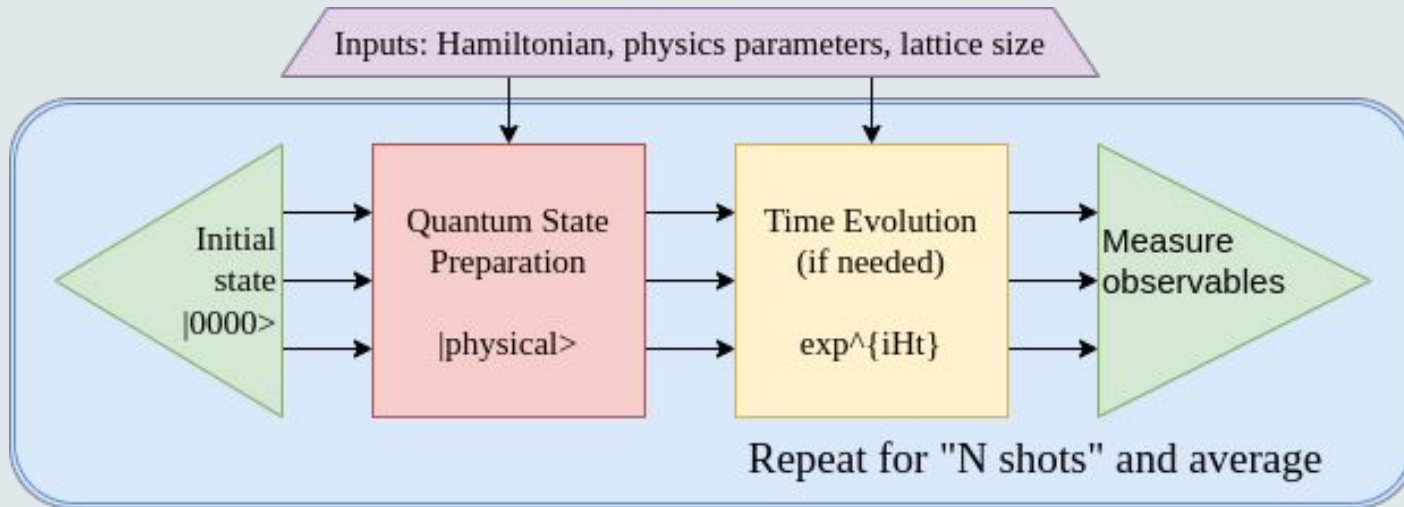 Inputs: Hamiltonian, physics parameters, lattice size
Initial
state
|0000>
Quantum State
Preparation
|physical>
Time Evolution
(if needed)
exp^{iHt}
Measure
observables
Repeat for "N shots" and average